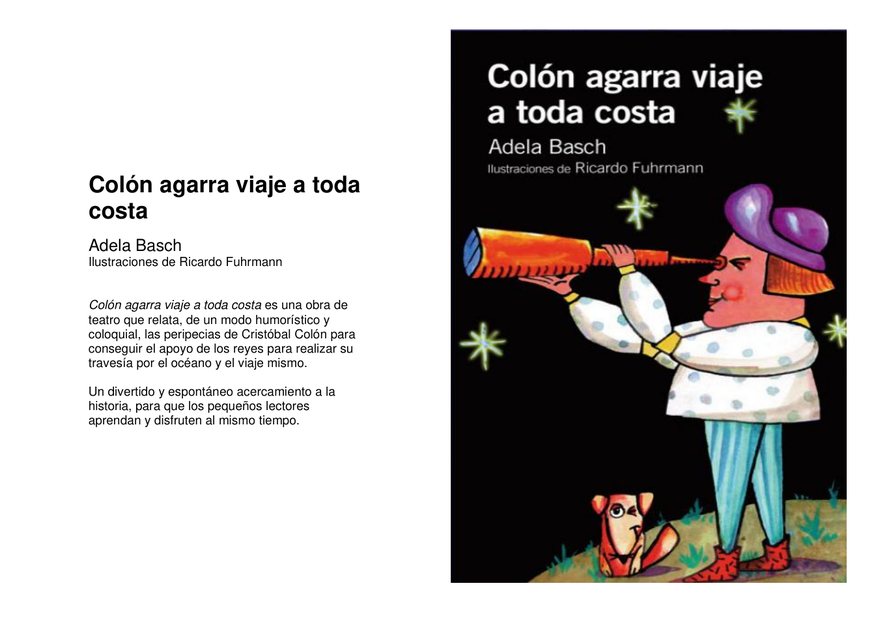 Colón agarra viaje a toda
costa
Adela Basch
Ilustraciones de Ricardo Fuhrmann
Colón agarra viaje a toda costa es una obra de
teatro que relata, de un modo humorístico y
coloquial, las peripecias de Cristóbal Colón para
conseguir el apoyo de los reyes para realizar su
travesía por el océano y el viaje mismo.
Un divertido y espontáneo acercamiento a la
historia, para que los pequeños lectores
aprendan y disfruten al mismo tiempo.
Colón agarra viaje
a toda costa
Adela Basch
Ilustraciones de Ricardo Fuhrmann